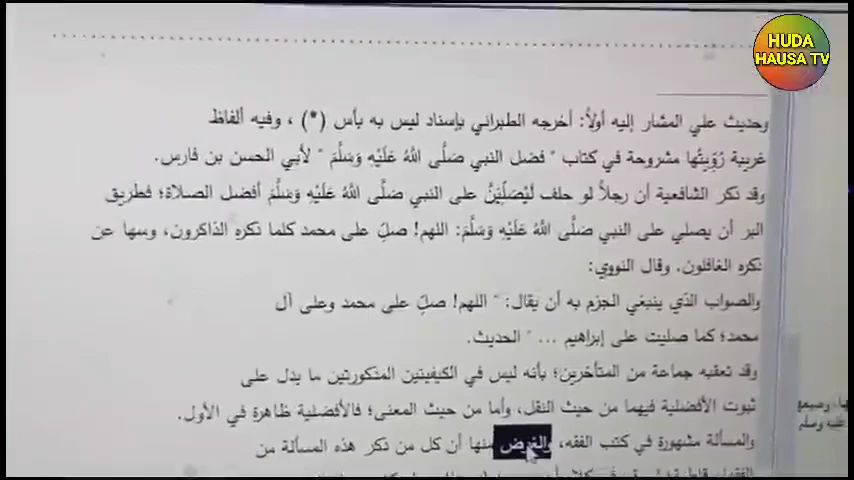 HUDA
HAUSA TV
وحديث علي المشار إليه أولاً: أخرجه الطبراني بإسناد ليس به بأس (*) ، وفيه ألفاظ
غريبة رُوِّيتُها مشروحة في كتاب " فضل النبي صَلَّى اللهُ عَلَيْهِ وَسَلَّمَ " لأبي الحسن بن فارس.
وقد ذكر الشافعية أن رجلاً لو حلف لَيُصَلِّيَنَّ على النبي صَلَّى اللهُ عَلَيْهِ وَسَلَّمَ أفضل الصلاة؛ فطريق
البر أن يصلي على النبي صَلَّى اللهُ عَلَيْهِ وَسَلَّمَ: اللهم! صلِّ على محمد كلما ذكره الذاكرون، وسها عن
ذكره الغافلون. وقال النووي:
والصواب الذي ينبغي الجزم به أن يقال: " اللهم! صلِّ على محمد وعلى آل
محمد؛ كما صليت على إبراهيم ... " الحديث.
وقد تعقبه جماعة من المتأخرين؛ بأنه ليس في الكيفيتين المذكورتين ما يدل على
ثبوت الأفضلية فيهما من حيث النقل، وأما من حيث المعنى؛ فالأفضلية ظاهرة في الأول.
والمسألة مشهورة في كتب الفقه، والغرض منها أن كل من ذكر هذه المسألة من